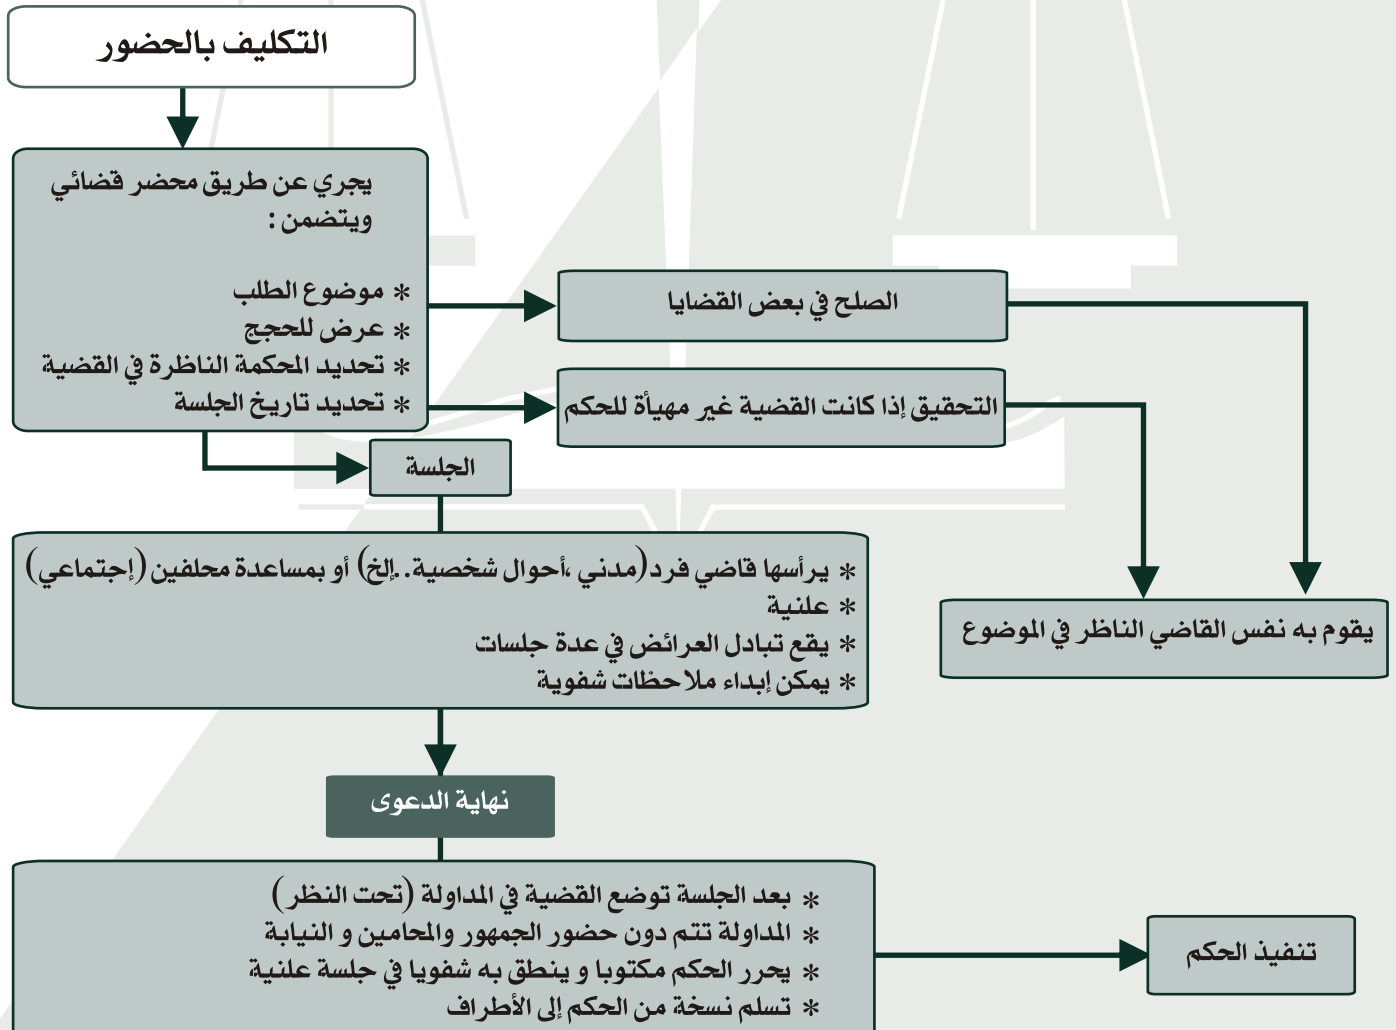 التكليف بالحضور
يجري عن طريق محضر قضائي
ويتضمن :
* موضوع الطلب
* عرض للحجج
* تحديد المحكمة الناظرة في القضية
* تحديد تاريخ الجلسة
الصلح في بعض القضايا
التحقيق إذا كانت القضية غير مهيأة للحكم
يقوم به نفس القاضي الناظر في الموضوع
الجلسة
* يرأسها قاضي فرد (مدني ،أحوال شخصية..إلخ) أو بمساعدة محلفين (إجتماعي)
* علنية
* يقع تبادل العرائض في عدة جلسات
* يمكن إبداء ملاحظات شفوية
نهاية الدعوى
* بعد الجلسة توضع القضية في المداولة (تحت النظر)
* المداولة تتم دون حضور الجمهور والمحامين و النيابة
* يحرر الحكم مكتوبا و ينطق به شفويا في جلسة علنية
* تسلم نسخة من الحكم إلى الأطراف
تنفيذ الحكم